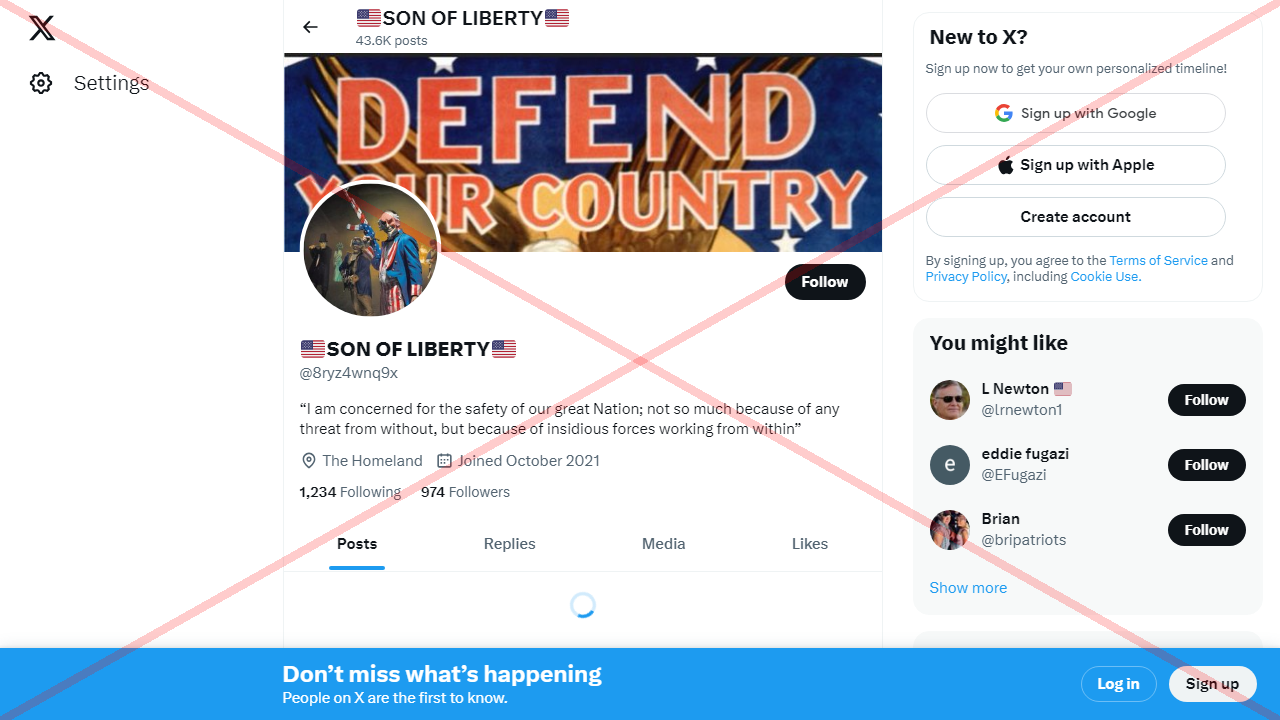 Settings
🇺🇸SON OF LIBERTY🇺🇸
43.6K posts
DEFEND
YOUR COUNTRY
Follow
🇺🇸SON OF LIBERTY🇺🇸
@8ryz4wnq9x
“I am concerned for the safety of our great Nation; not so much because of any
threat from without, but because of insidious forces working from within”
The Homeland Joined October 2021
1,234 Following 974 Followers
Posts Replies Media Likes
New to X?
Sign up now to get your own personalized timeline!
Sign up with Google
Sign up with Apple
Create account
By signing up, you agree to the Terms of Service and
Privacy Policy, including Cookie Use.
You might like
L Newton 🇺🇸
@lrnewton1
Follow
e
eddie fugazi
@EFugazi
Follow
Brian
@bripatriots
Follow
Show more
Don’t miss what’s happening
People on X are the first to know.
Log in
Sign up